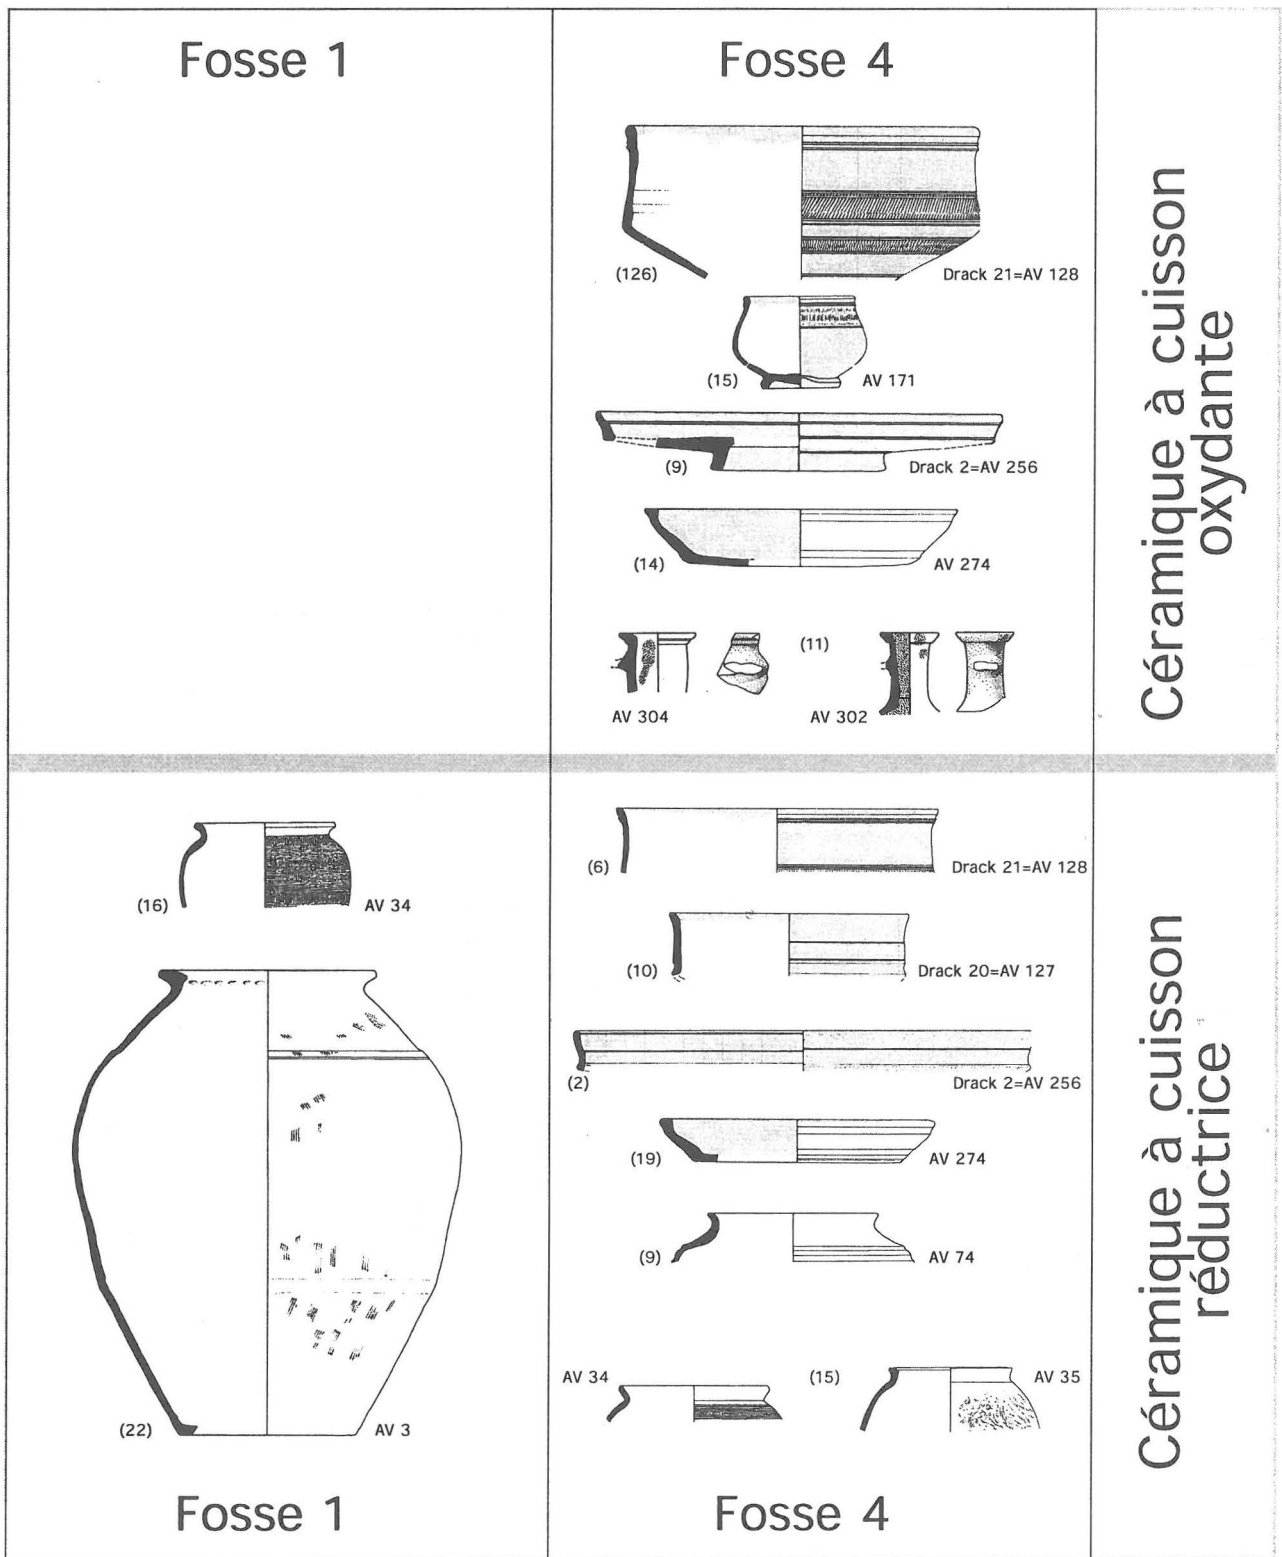 Fosse 1
Fosse 4
(126)
Drack 21=AV 128
(15)
AV 171
(9)
Drack 2=AV 256
(14)
AV 274
(11)
AV 304
AV 302
Céramique à cuisson
oxydante
(16)
AV 34
(22)
AV 3
(6)
Drack 21=AV 128
(10)
Drack 20=AV 127
(2)
Drack 2=AV 256
(19)
AV 274
(9)
AV 74
AV 34
(15)
AV 35
Céramique à cuisson
réductrice
Fosse 1
Fosse 4